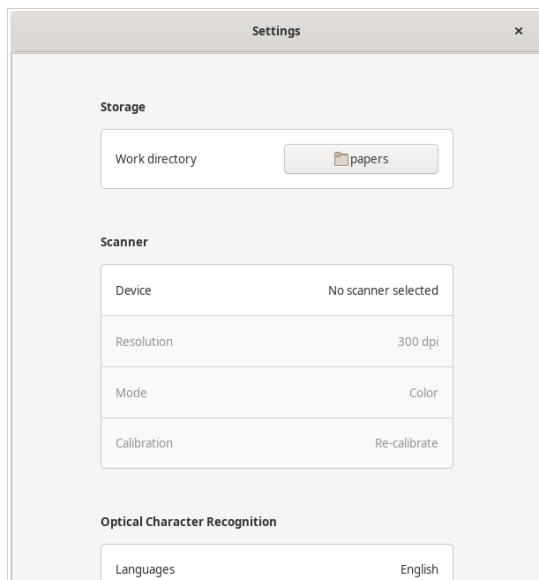 Settings ×
Storage
Work directory papers
Scanner
Device No scanner selected
Resolution 300 dpi
Mode Color
Calibration Re-calibrate
Optical Character Recognition
Languages English